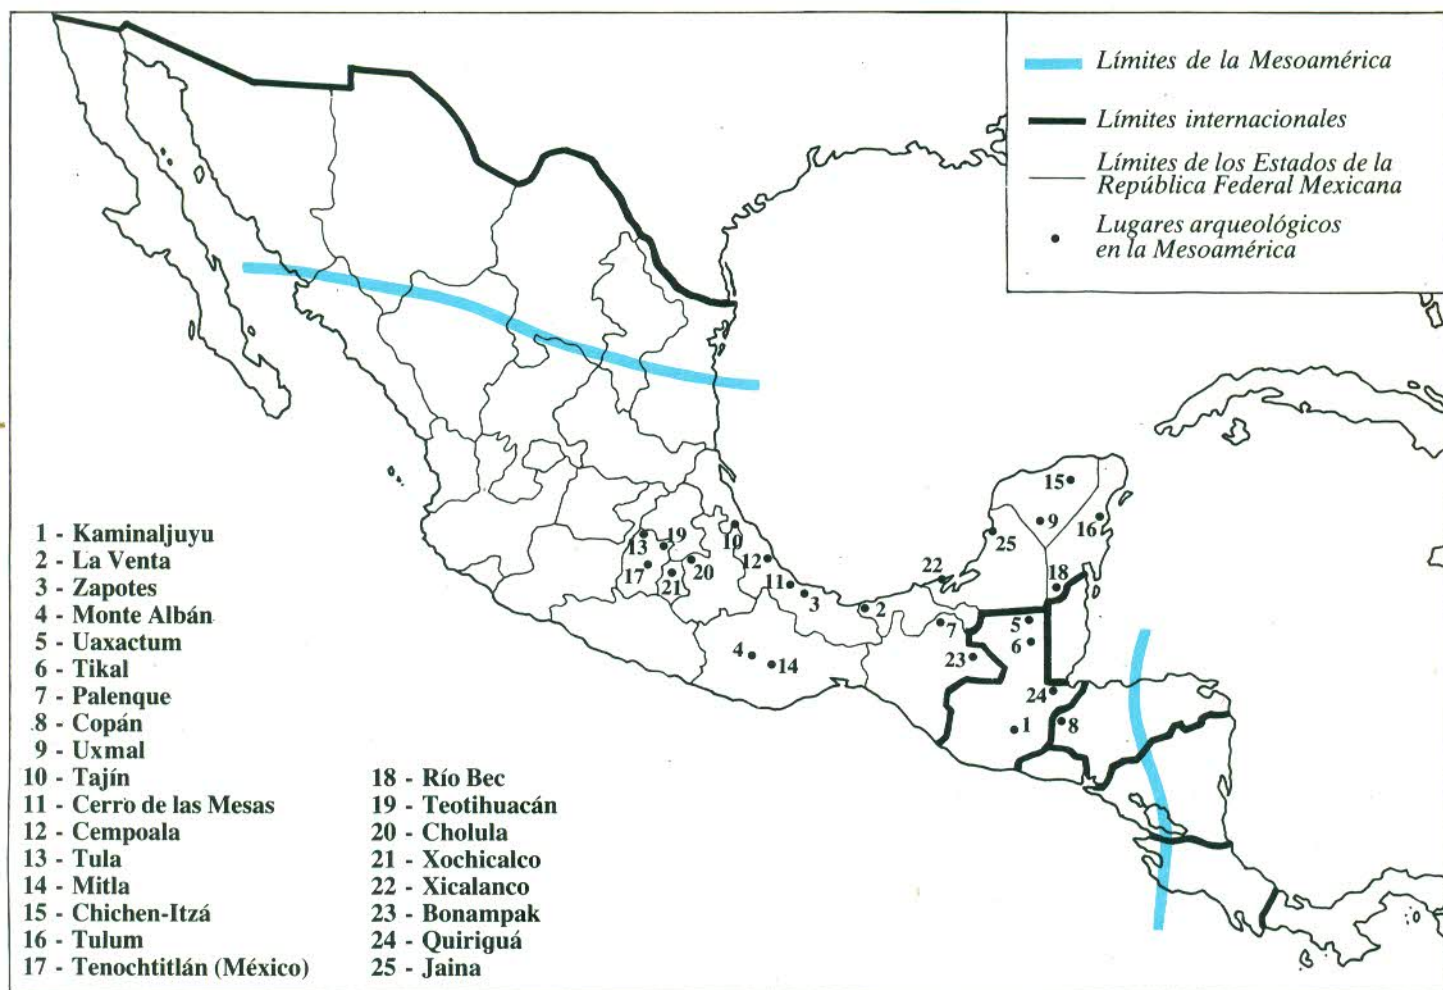 Límites de la Mesoamérica
Límites internacionales
Límites de los Estados de la
República Federal Mexicana
Lugares arqueológicos
en la Mesoamérica
15
9
16
25
10
13
19
12
22
17
21
20
11
18
3
2
7
5
6
4
14
23
24
1
8
1 - Kaminaljuyu
2 - La Venta
3 - Zapotes
4 - Monte Albán
5 - Uaxactum
6 - Tikal
7 - Palenque
8 - Copán
9 - Uxmal
10 - Tajín
11 - Cerro de las Mesas
12 - Cempoala
13 - Tula
14 - Mitla
15 - Chichen-Itzá
16 - Tulum
17 - Tenochtitlán (México)
18 - Río Bec
19 - Teotihuacán
20 - Cholula
21 - Xochicalco
22 - Xicalanco
23 - Bonampak
24 - Quiriguá
25 - Jaina